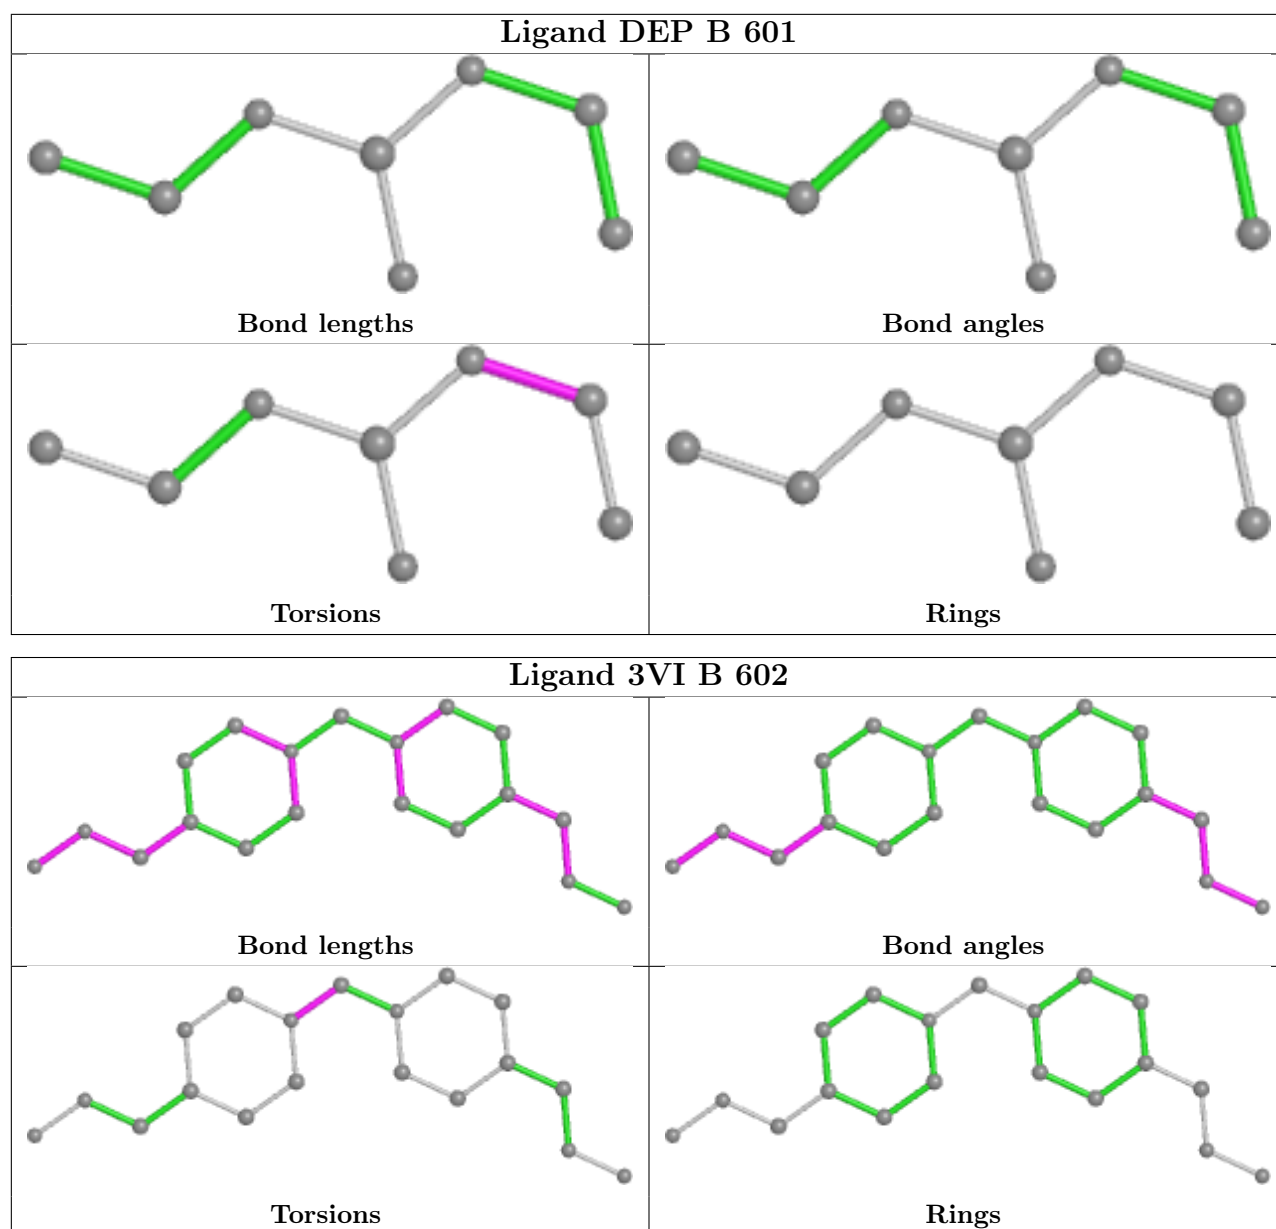 Ligand DEP B 601
Bond lengths
Bond angles
Torsions
Rings
Ligand 3VI B 602
Bond lengths
Bond angles
Torsions
Rings